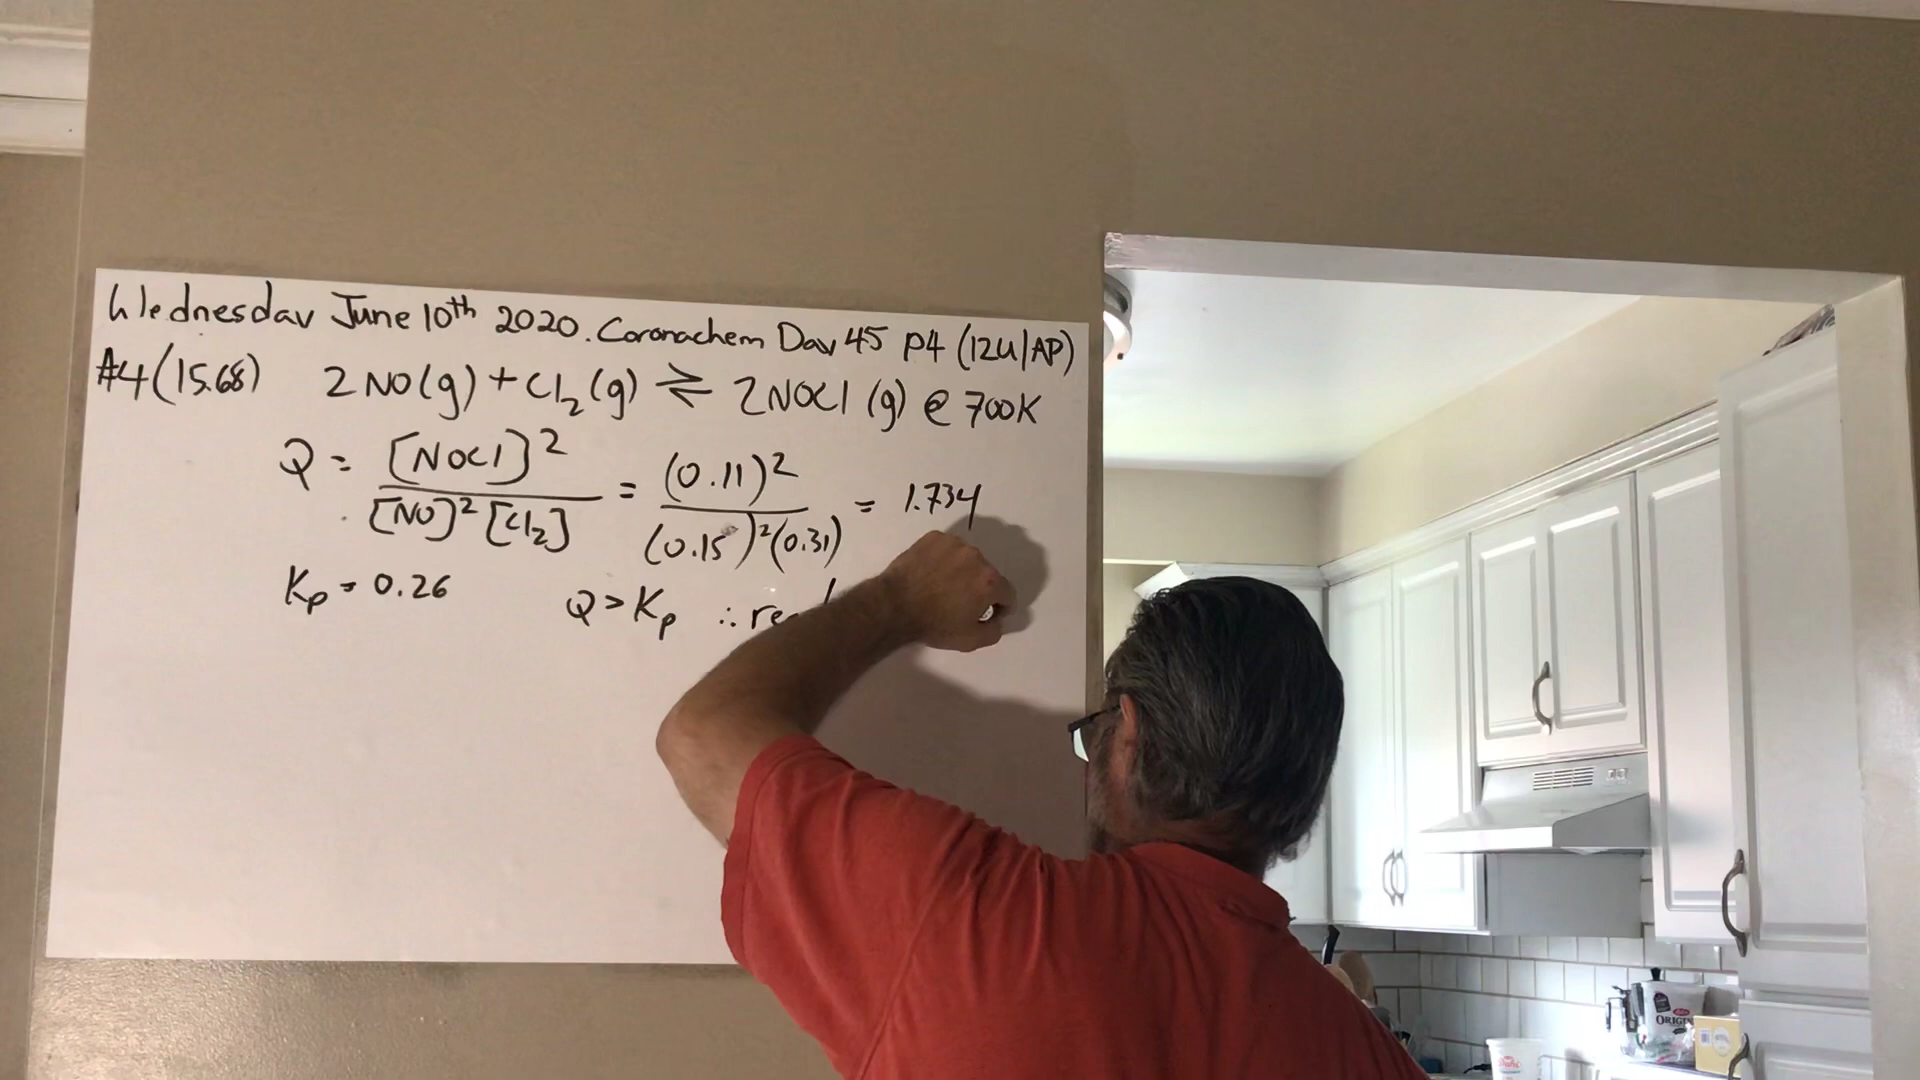 Wednesday June 10th 2020. Coronachem Day 45 p4 (12U/AP)
#4 (15.68) 2NO(g) + Cl₂(g) ⇌ 2NOCl (g) @ 700K
Q = [NOCl]² / [NO]²[Cl₂] = (0.11)² / (0.15)²(0.31) = 1.734
Kp = 0.26 Q > Kp ∴
ORIGIN